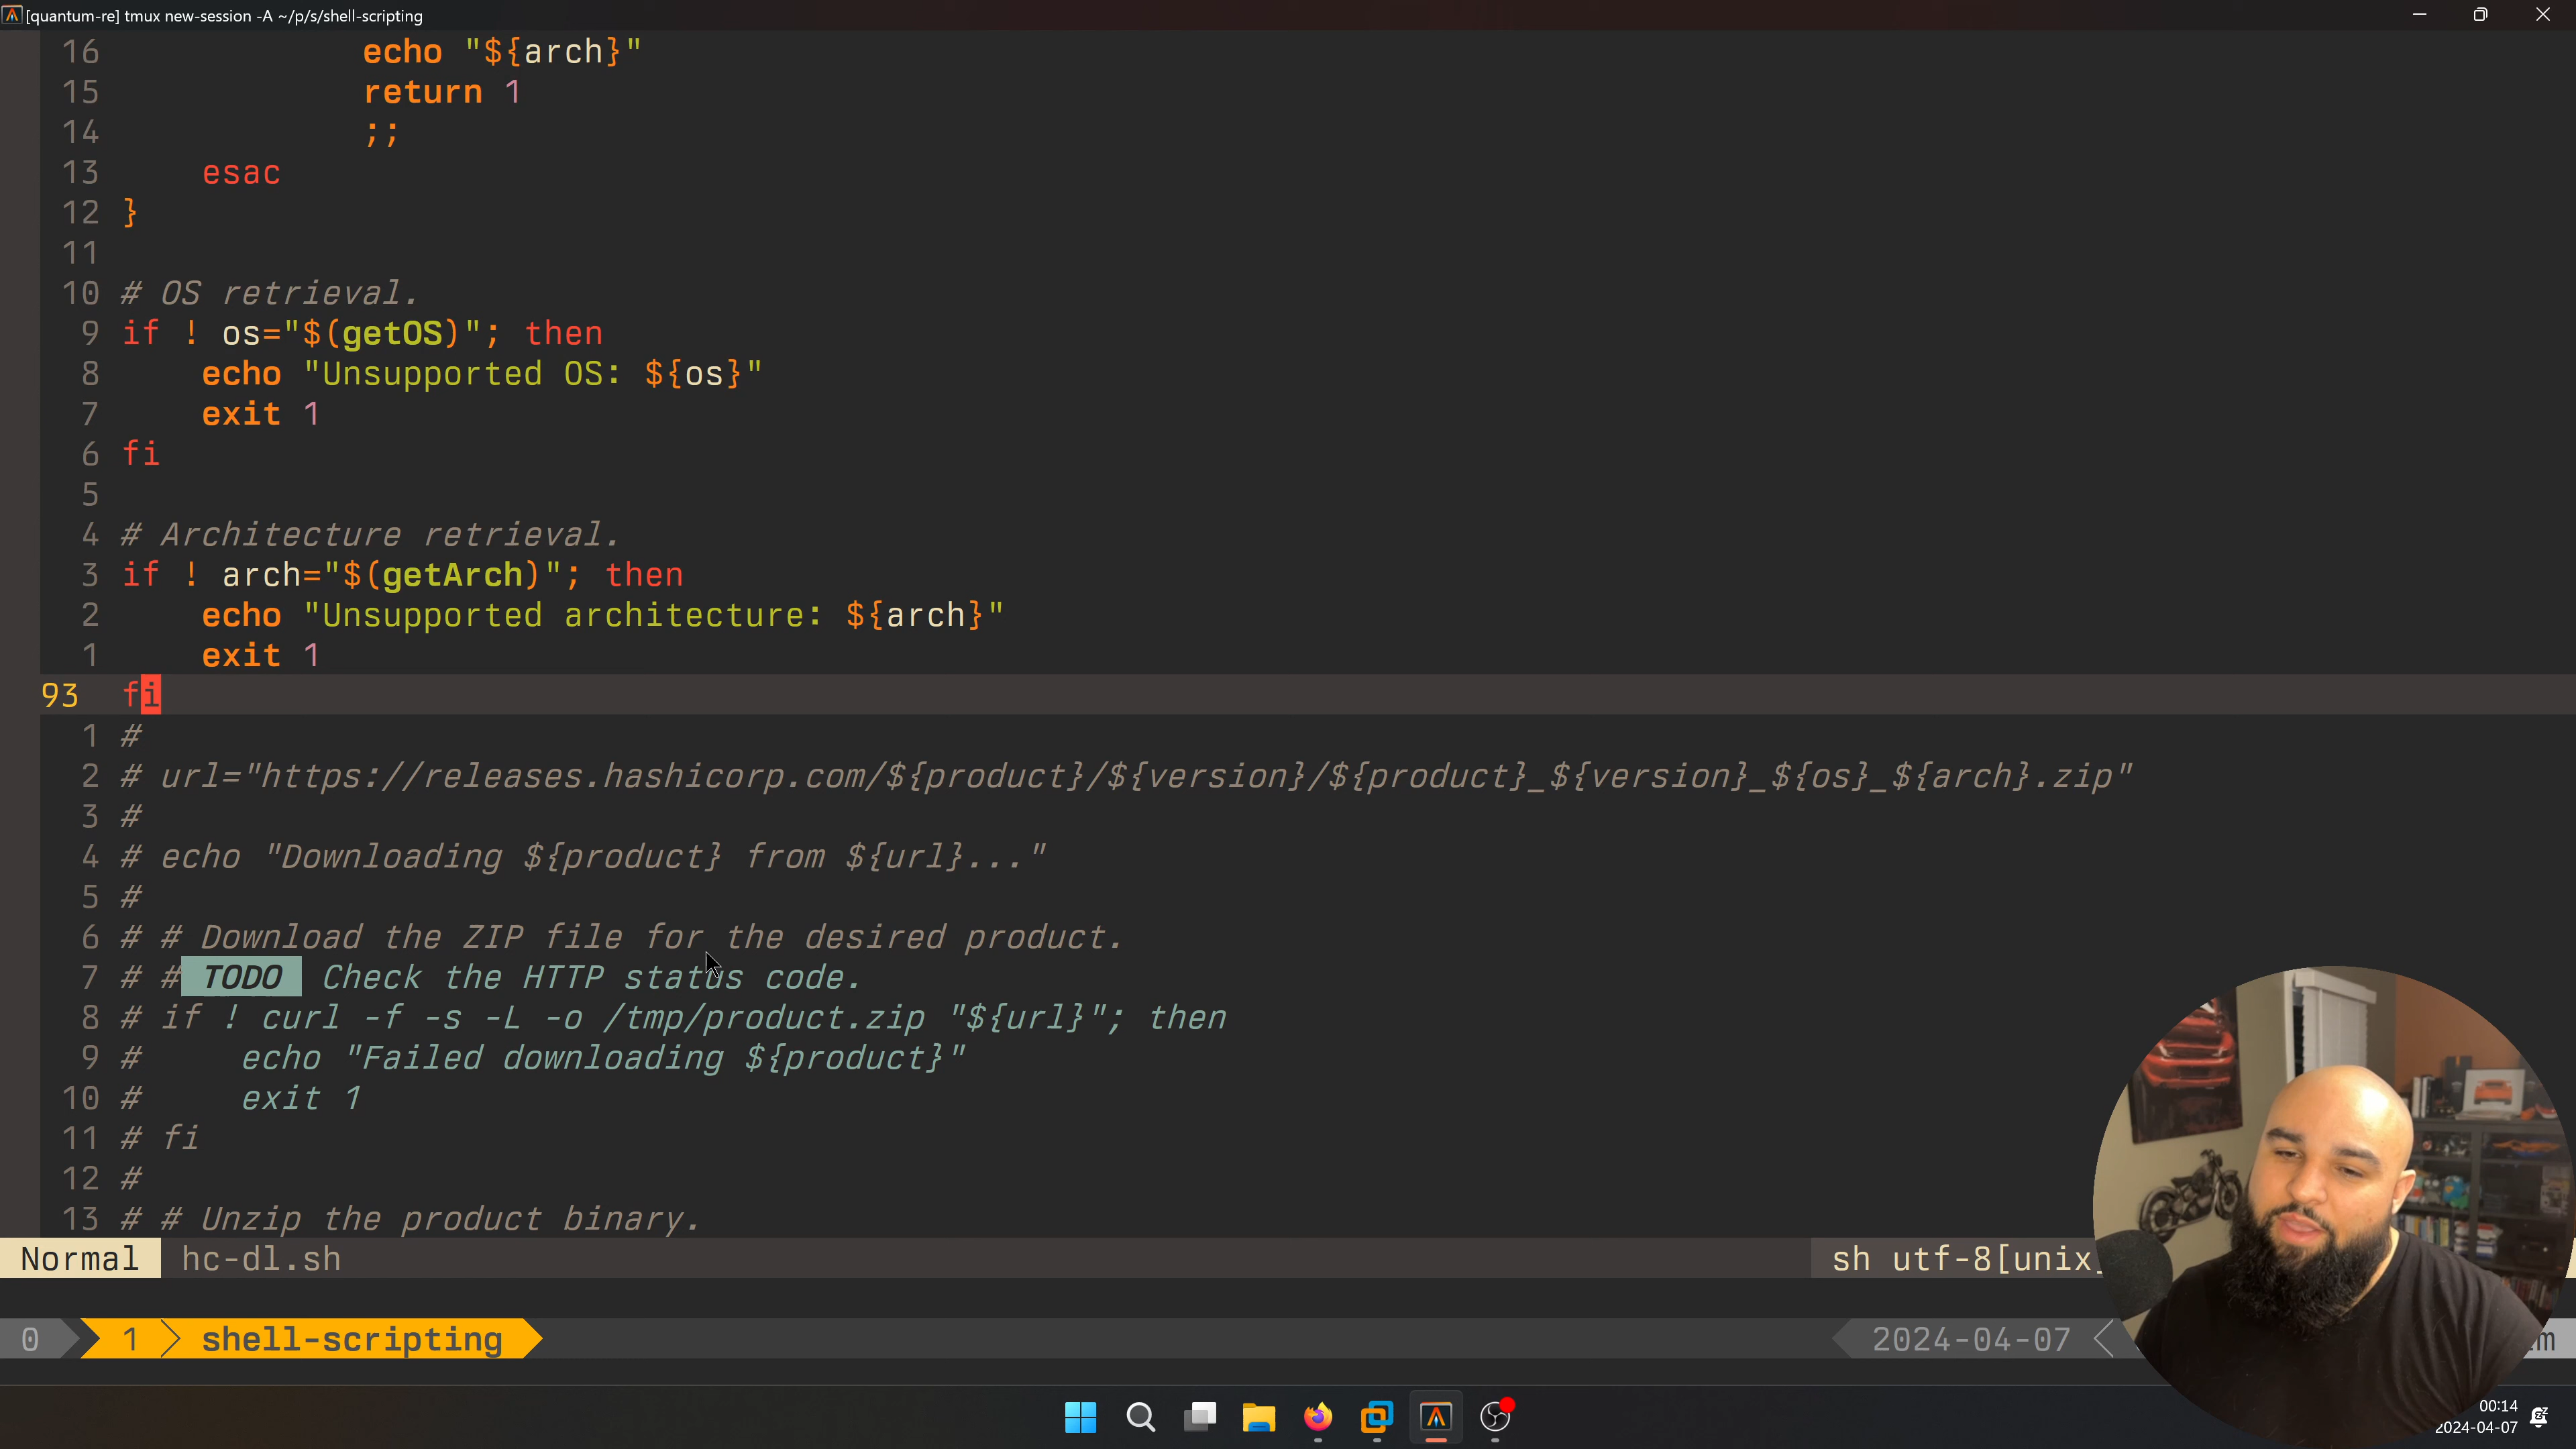 [quantum-re] tmux new-session -A ~/p/s/shell-scripting
16 echo "${arch}"
15 return 1
14 ;;
13 esac
12 }
11
10 # OS retrieval.
9 if ! os="$(getOS)"; then
8 echo "Unsupported OS: ${os}"
7 exit 1
6 fi
5
4 # Architecture retrieval.
3 if ! arch="$(getArch)"; then
2 echo "Unsupported architecture: ${arch}"
1 exit 1
93 fi
1 #
2 # url="https://releases.hashicorp.com/${product}/${version}/${product}_${version}_${os}_${arch}.zip"
3 #
4 # echo "Downloading ${product} from ${url}..."
5 #
6 # # Download the ZIP file for the desired product.
7 # # TODO Check the HTTP status code.
8 # if ! curl -f -s -L -o /tmp/product.zip "${url}"; then
9 # echo "Failed downloading ${product}"
10 # exit 1
11 # fi
12 #
13 # # Unzip the product binary.
Normal hc-dl.sh sh utf-8[unix]
0 1 shell-scripting 2024-04-07
00:14
2024-04-07